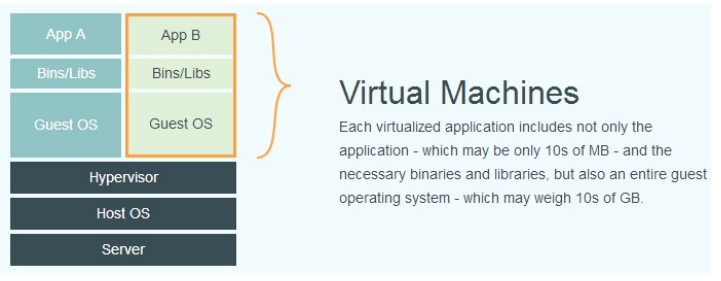 App A App B
Bins/Libs Bins/Libs
Guest OS Guest OS
Hypervisor
Host OS
Server
Virtual Machines
Each virtualized application includes not only the
application - which may be only 10s of MB - and the
necessary binaries and libraries, but also an entire guest
operating system - which may weigh 10s of GB.